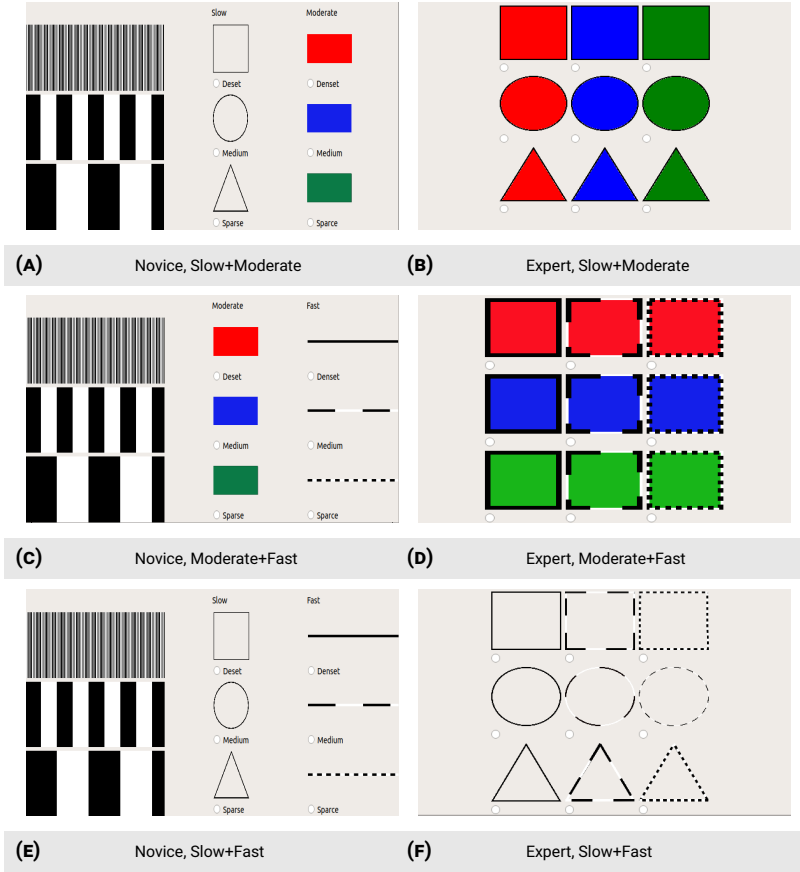 Slow Moderate
Deset Denset
Medium Medium
Sparse Sparce
(A) Novice, Slow+Moderate
(B) Expert, Slow+Moderate
Moderate Fast
Deset Denset
Medium Medium
Sparse Sparce
(C) Novice, Moderate+Fast
(D) Expert, Moderate+Fast
Slow Fast
Deset Denset
Medium Medium
Sparse Sparce
(E) Novice, Slow+Fast
(F) Expert, Slow+Fast